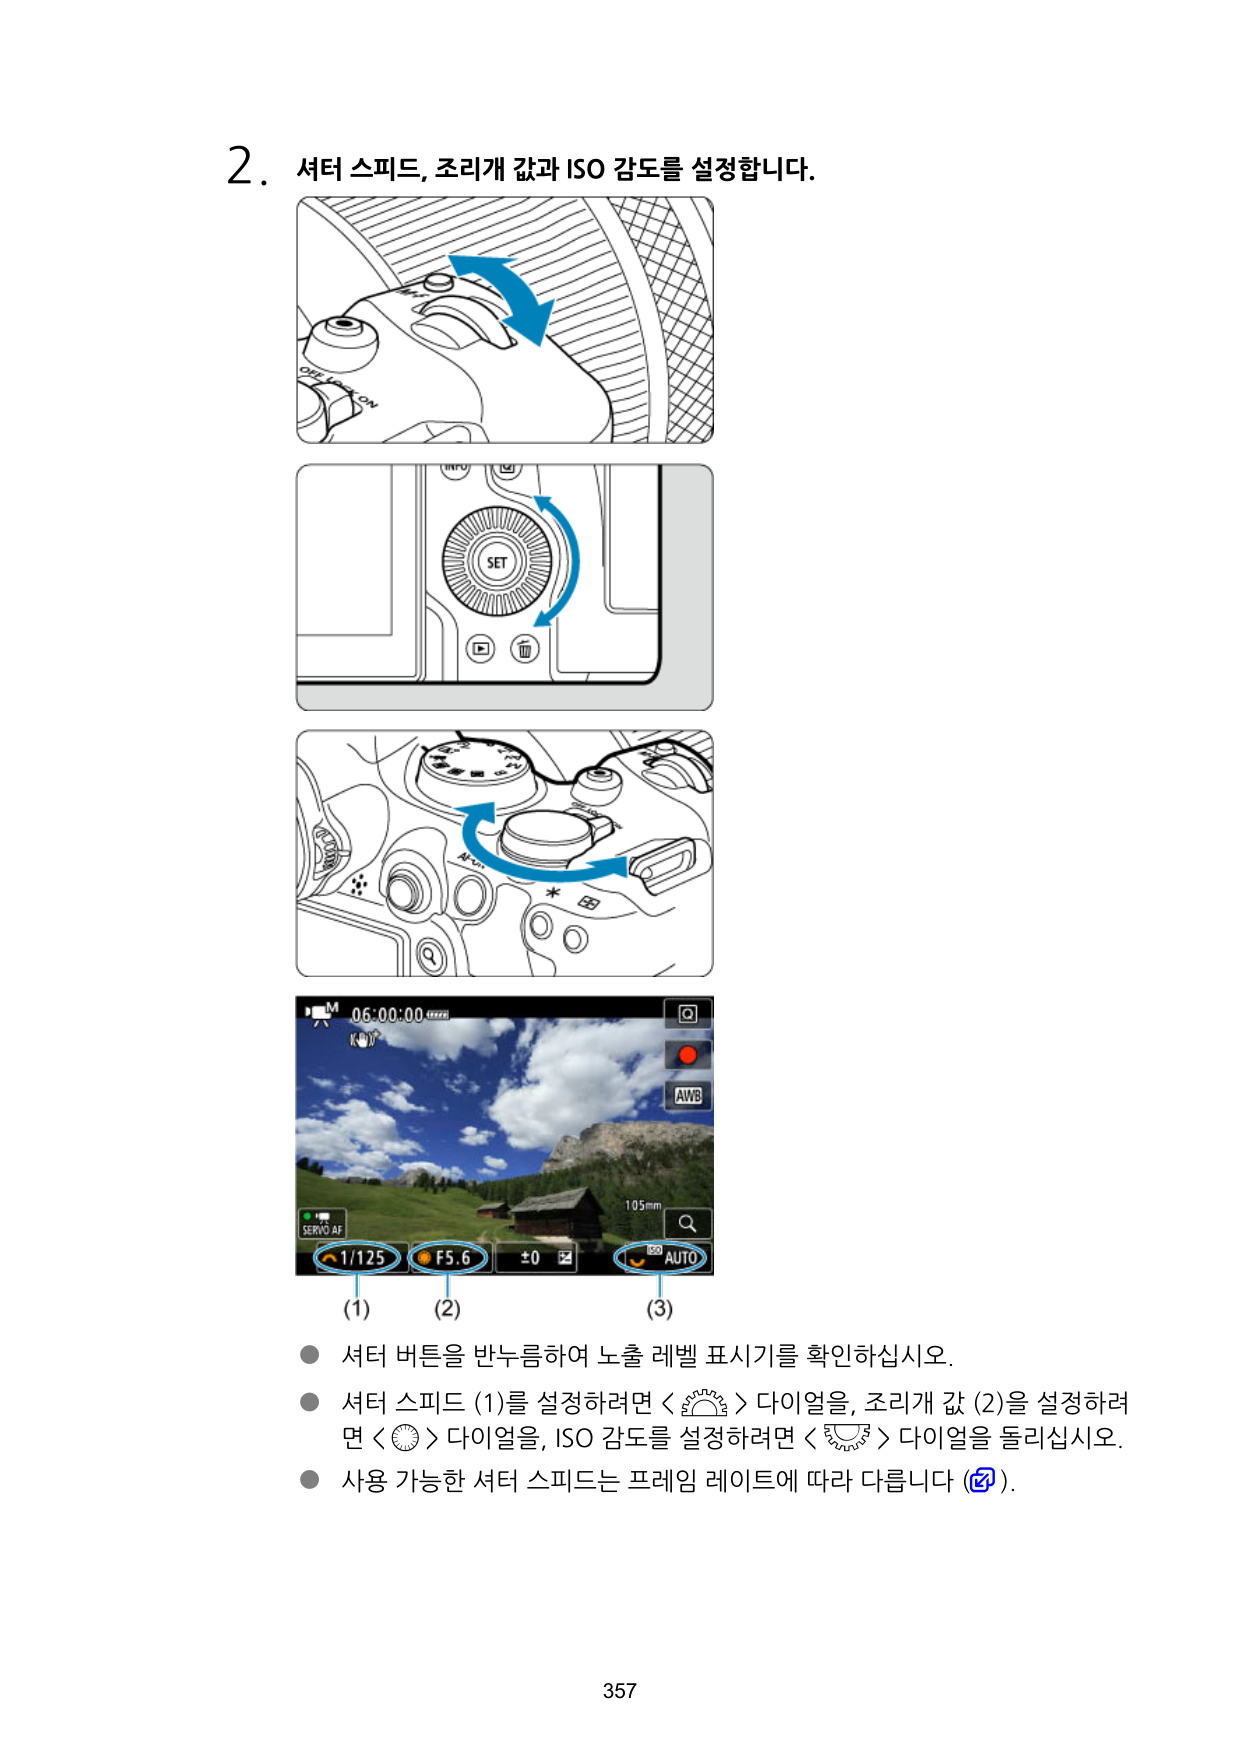 2. 셔터 스피드, 조리개 값과 ISO 감도를 설정합니다.
OFF LOCK ON
INFO
Q
SET
M 06:00:00
Q
AWB
105mm
SERVO AF
1/125 F5.6 ±0 ISO AUTO
(1) (2) (3)
● 셔터 버튼을 반누름하여 노출 레벨 표시기를 확인하십시오.
● 셔터 스피드 (1)를 설정하려면 < > 다이얼을, 조리개 값 (2)을 설정하려
면 < > 다이얼을, ISO 감도를 설정하려면 < > 다이얼을 돌리십시오.
● 사용 가능한 셔터 스피드는 프레임 레이트에 따라 다릅니다 ( ).
357